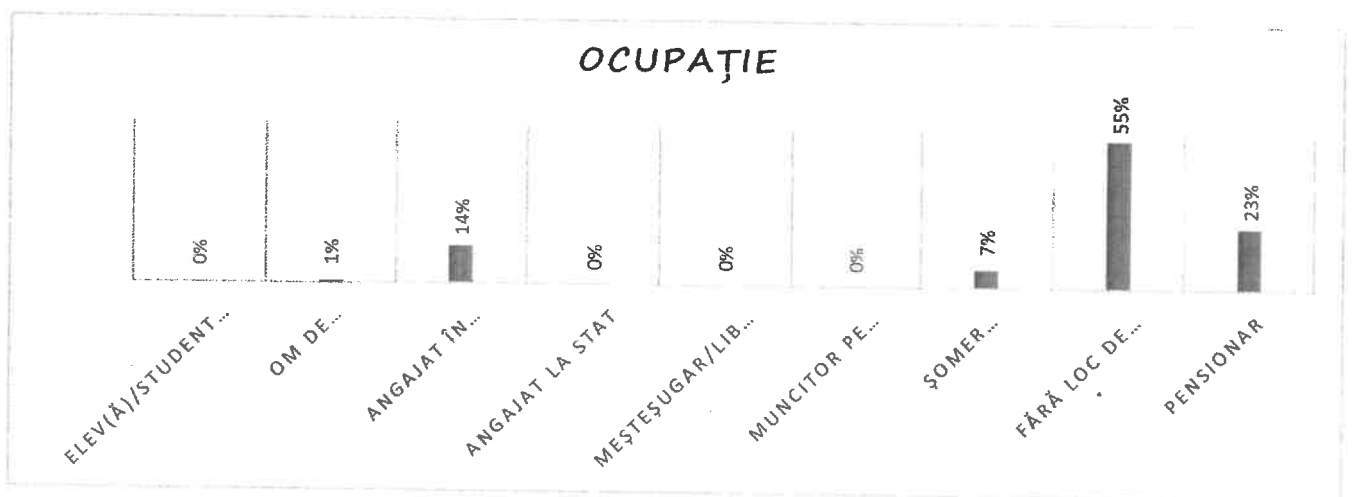 OCUPAȚIE
0%
1%
14%
0%
0%
0%
7%
55%
23%
ELEV(Ă)/STUDENT...
OM DE...
ANGAJAT ÎN...
ANGAJAT LA STAT
MEȘTEȘUGAR/LIB...
MUNCITOR PE...
ȘOMER...
FĂRĂ LOC DE...
PENSIONAR